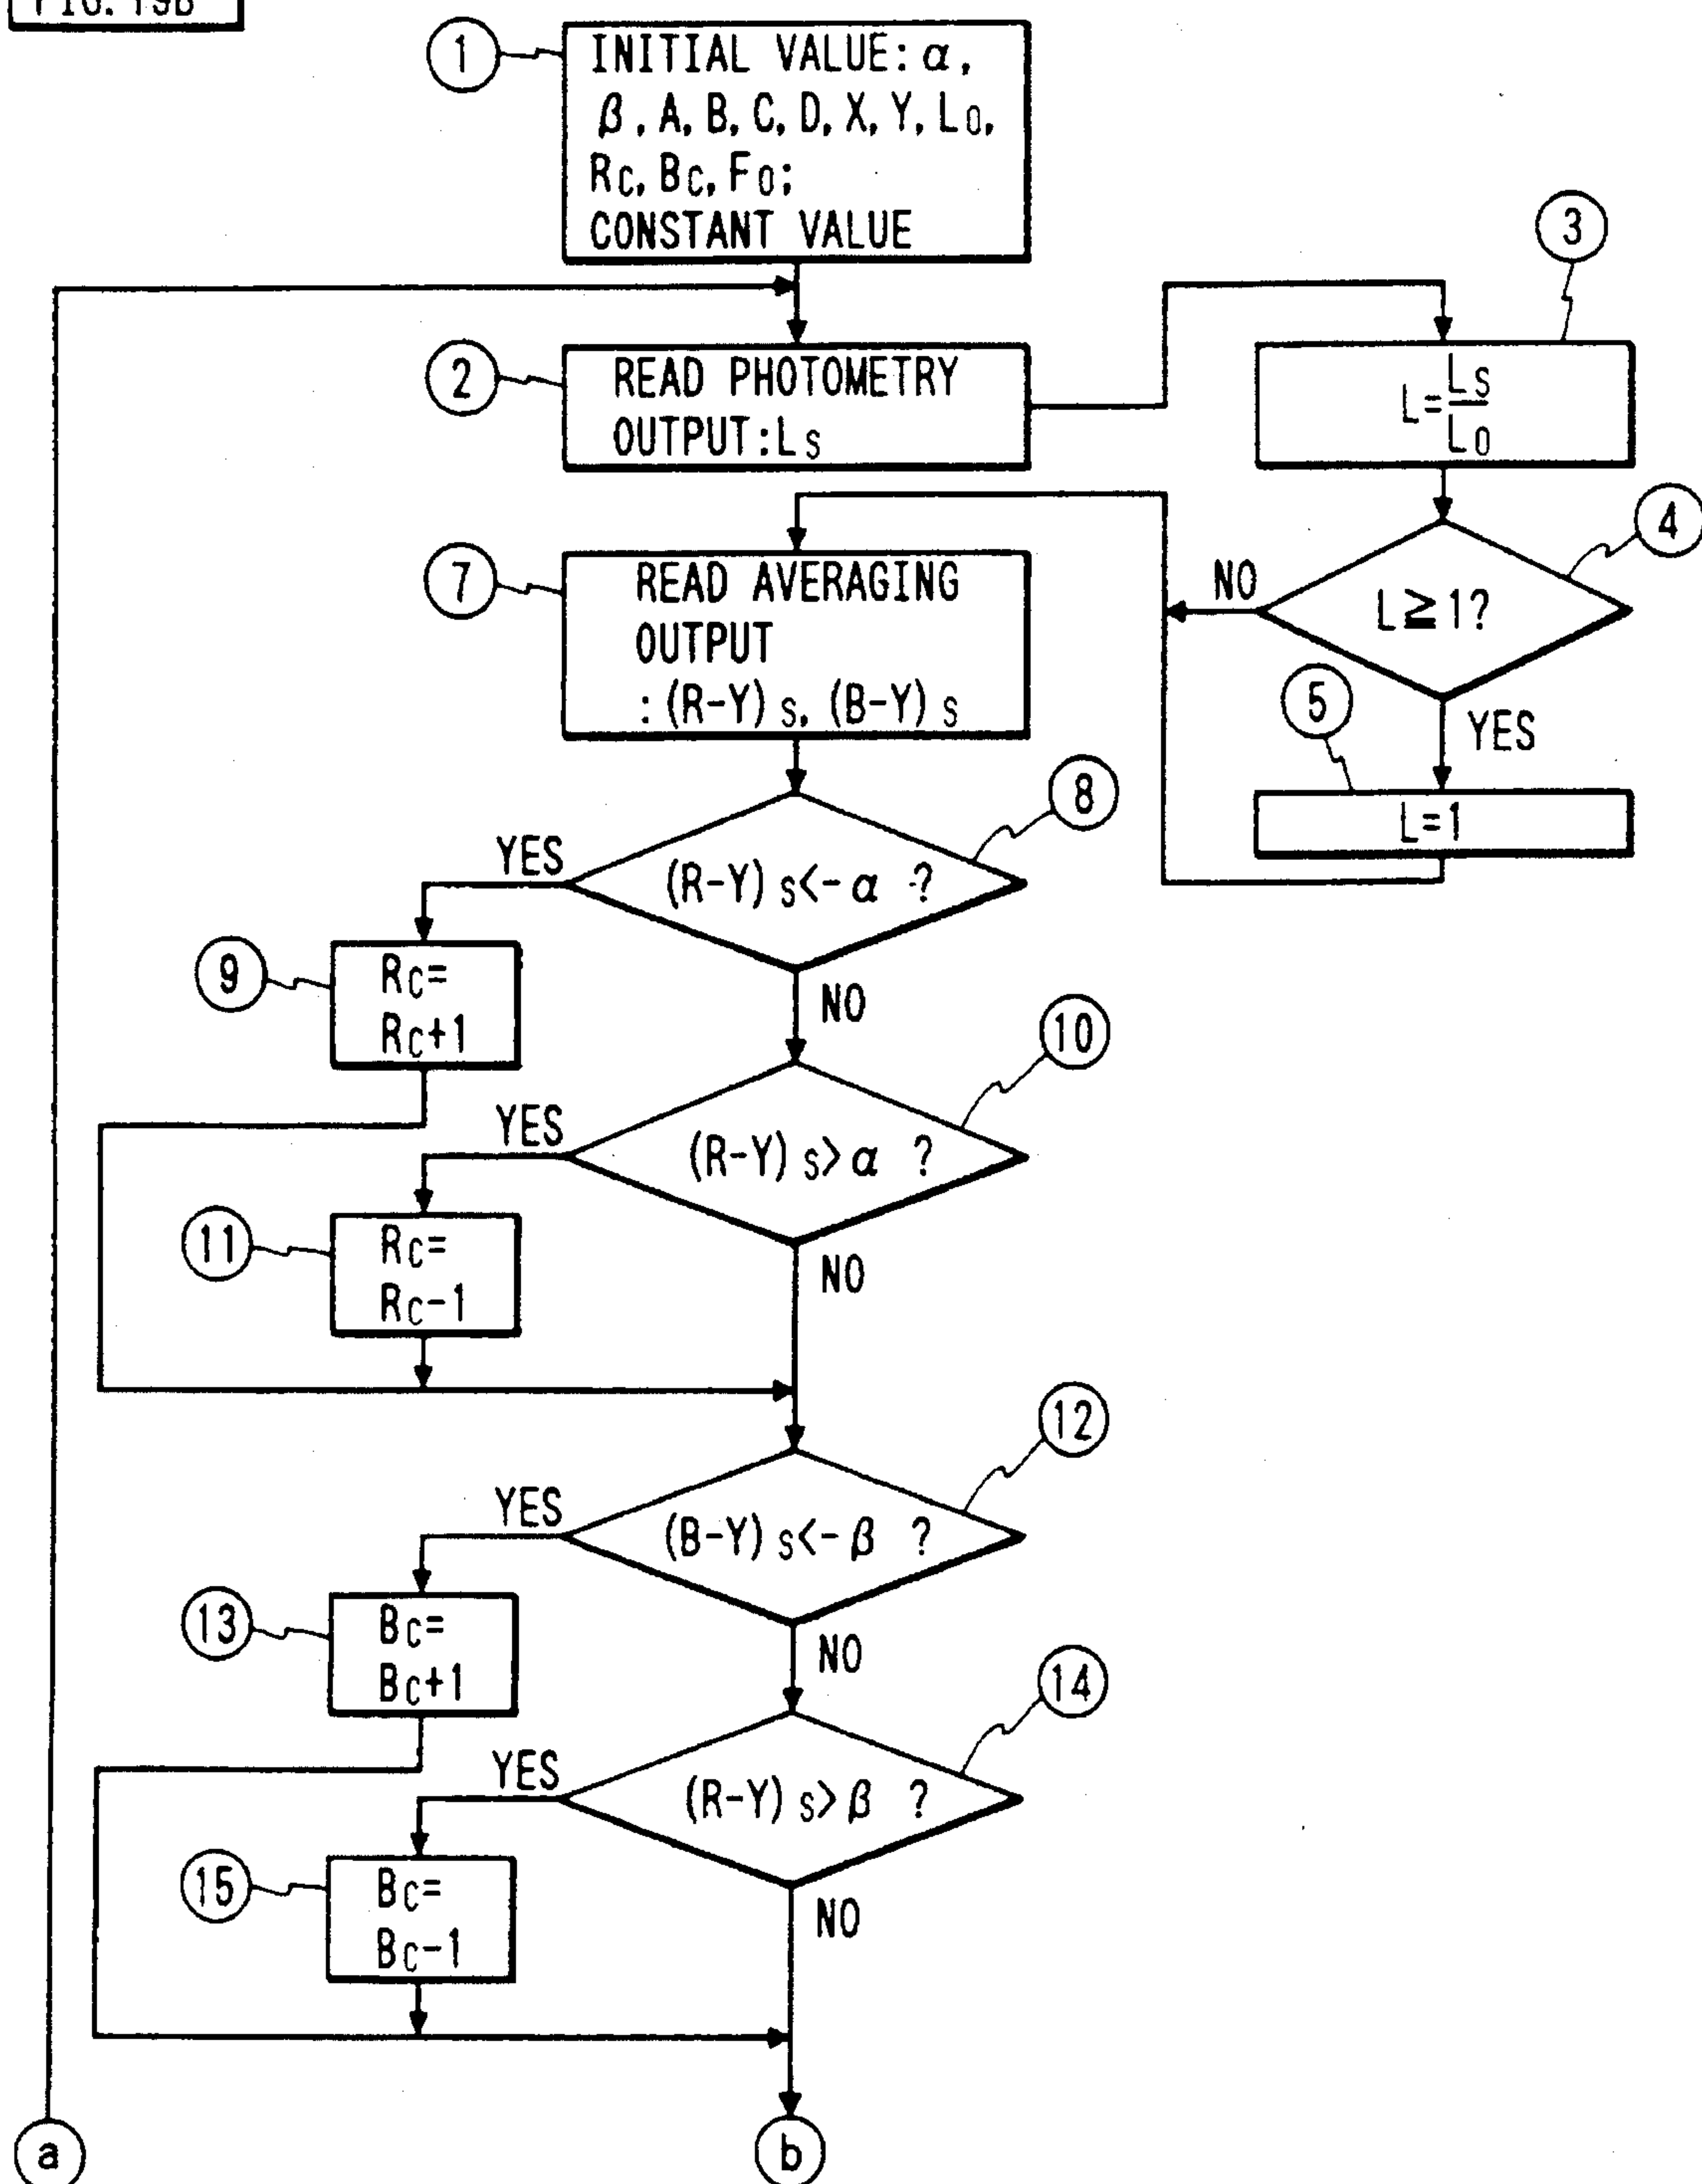 FIG. 19B
1
INITIAL VALUE: α,
β, A, B, C, D, X, Y, L0,
RC, BC, F0;
CONSTANT VALUE
2
READ PHOTOMETRY
OUTPUT: LS
3
L= LS
L0
4
L≧1?
NO
YES
5
L=1
7
READ AVERAGING
OUTPUT
: (R-Y) S, (B-Y) S
8
(R-Y) S<-α ?
YES
NO
9
RC=
RC+1
10
(R-Y) S>α ?
YES
NO
11
RC=
RC-1
12
(B-Y) S<-β ?
YES
NO
13
BC=
BC+1
14
(R-Y) S>β ?
YES
NO
15
BC=
BC-1
a
b